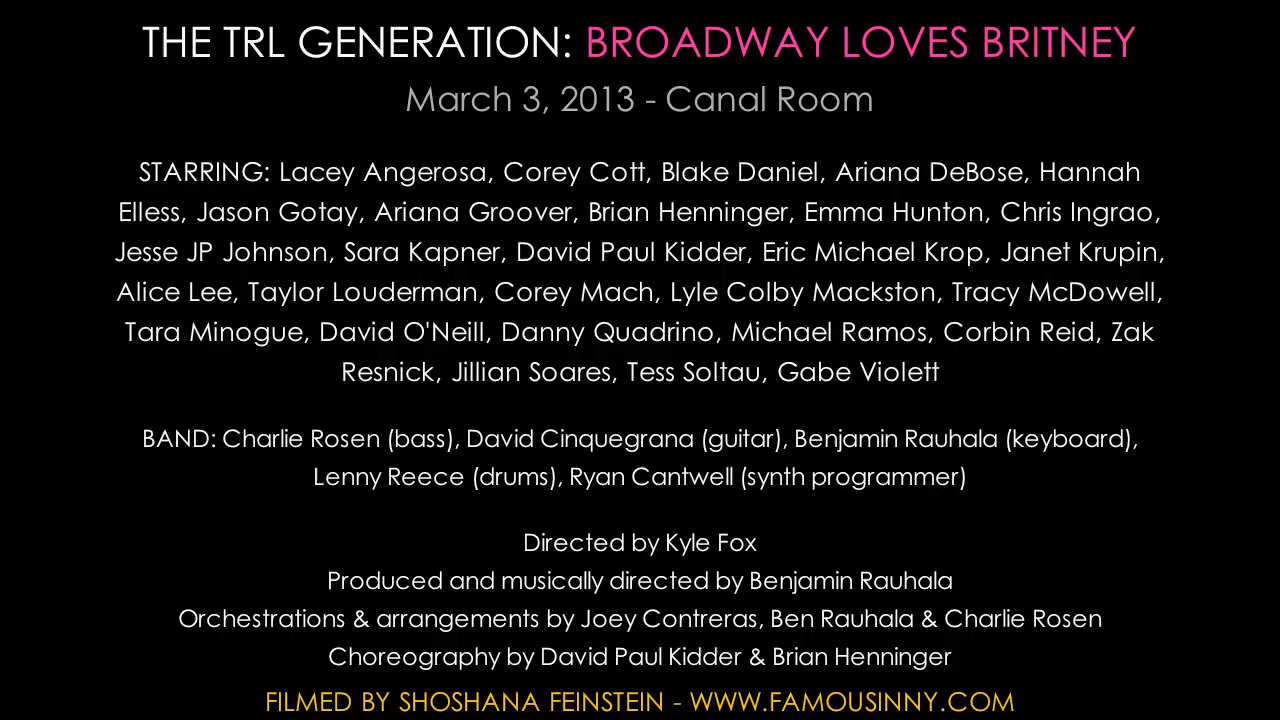 THE TRL GENERATION: BROADWAY LOVES BRITNEY
March 3, 2013 - Canal Room
STARRING: Lacey Angerosa, Corey Cott, Blake Daniel, Ariana DeBose, Hannah
Elless, Jason Gotay, Ariana Groover, Brian Henninger, Emma Hunton, Chris Ingrao,
Jesse JP Johnson, Sara Kapner, David Paul Kidder, Eric Michael Krop, Janet Krupin,
Alice Lee, Taylor Louderman, Corey Mach, Lyle Colby Mackston, Tracy McDowell,
Tara Minogue, David O'Neill, Danny Quadrino, Michael Ramos, Corbin Reid, Zak
Resnick, Jillian Soares, Tess Soltau, Gabe Violett
BAND: Charlie Rosen (bass), David Cinquegrana (guitar), Benjamin Rauhala (keyboard),
Lenny Reece (drums), Ryan Cantwell (synth programmer)
Directed by Kyle Fox
Produced and musically directed by Benjamin Rauhala
Orchestrations & arrangements by Joey Contreras, Ben Rauhala & Charlie Rosen
Choreography by David Paul Kidder & Brian Henninger
FILMED BY SHOSHANA FEINSTEIN - WWW.FAMOUSINNY.COM